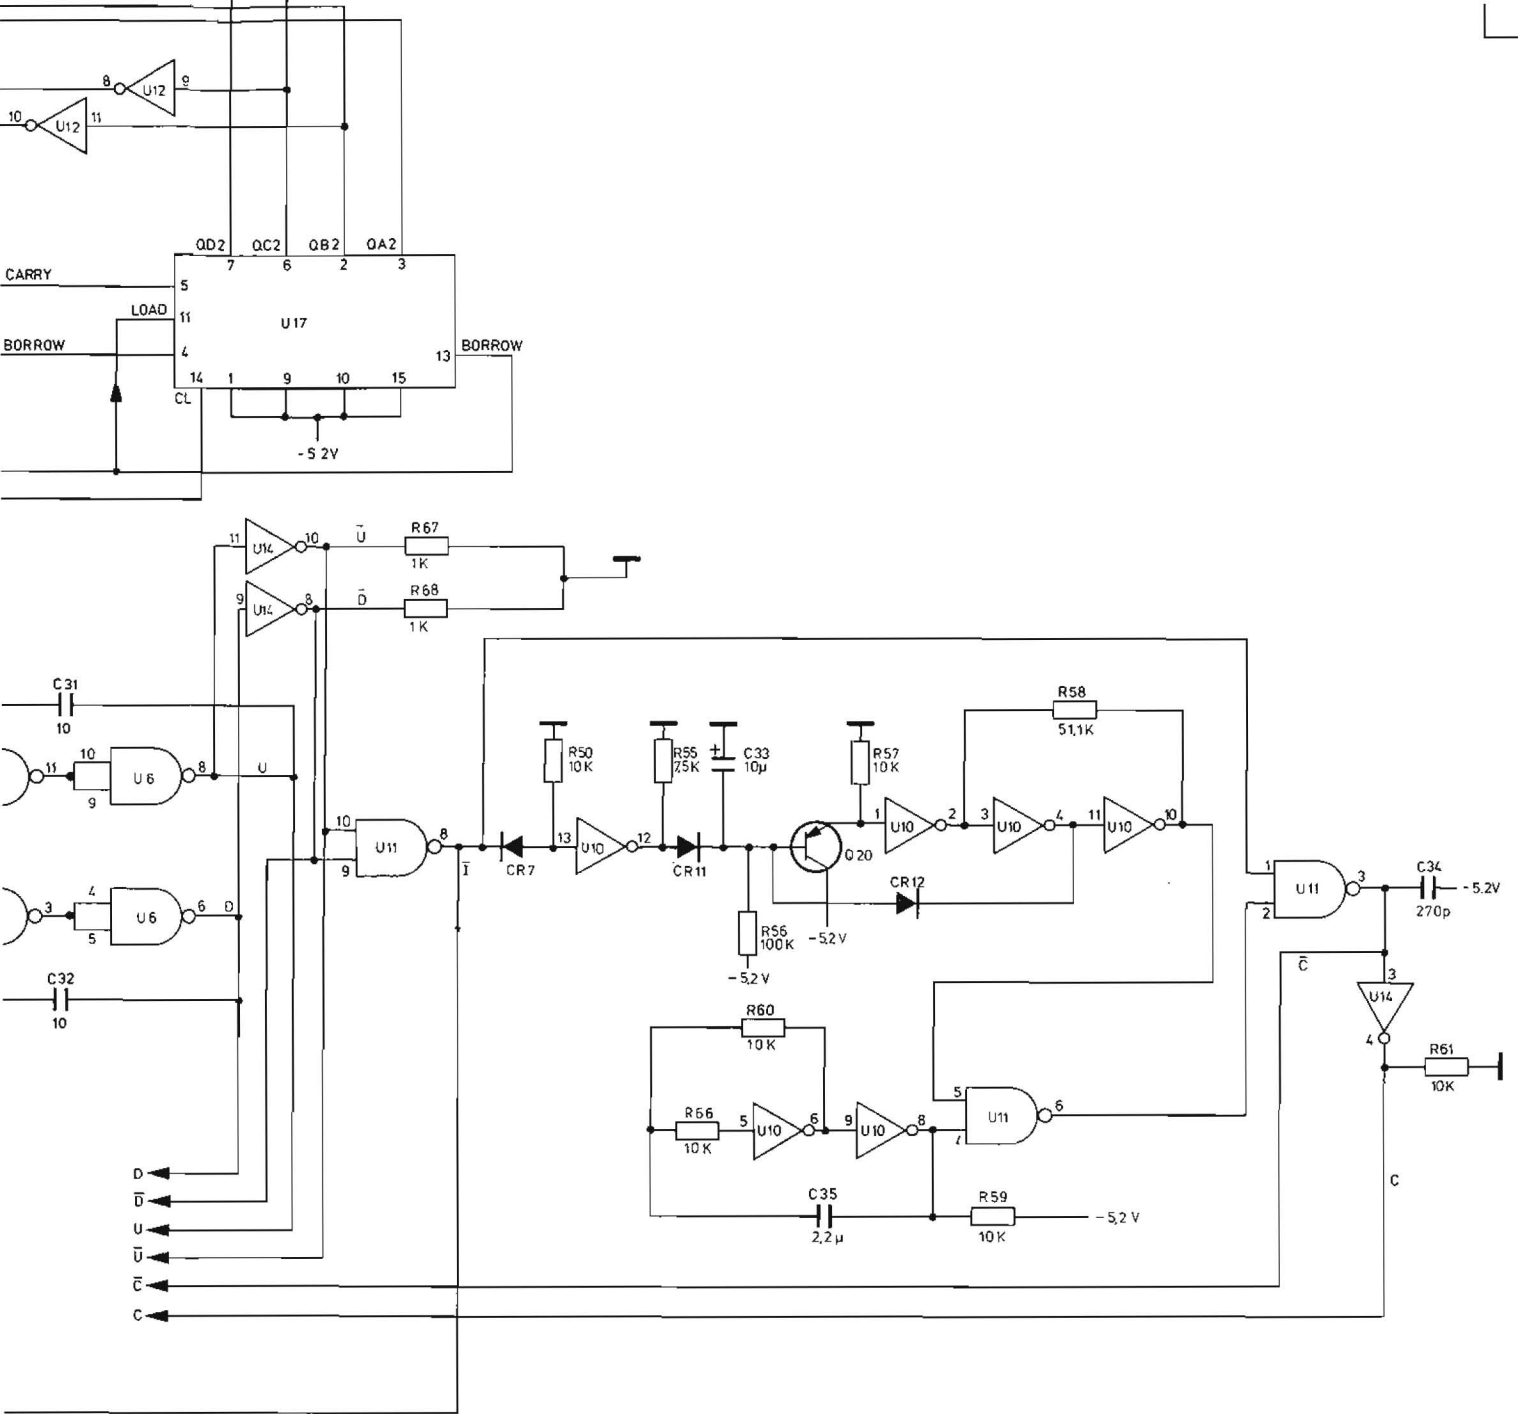 8 U12 9
10 U12 11
QD2 QC2 QB2 QA2
7 6 2 3
CARRY 5
LOAD 11
U17
BORROW 4
13 BORROW
14 1 9 10 15
CL
-5 2V
11 U14 10 Ū R67
1K
9 U14 8 D̄ R68
1K
C31
10
R58
51,1K
R50
10K
R55
7,5K
+ C33
10µ
R57
10K
11 10 U6 8 U
9
10 U11 8
9
Ī
CR7
13 U10 12
CR11
Q20
1 U10 2
3 U10 4
11 U10 10
CR12
R56
100K
-5,2V
-5,2V
1 U11 3
2
C34
270p
-5.2V
3 4 U6 6 D
5
C32
10
C̄
3
U14
4
R61
10K
R60
10K
R66
10K
5 U10 6
9 U10 8
5 U11 6
4
C35
2,2µ
R59
10K
-5,2V
C
D
D̄
U
Ū
C̄
C